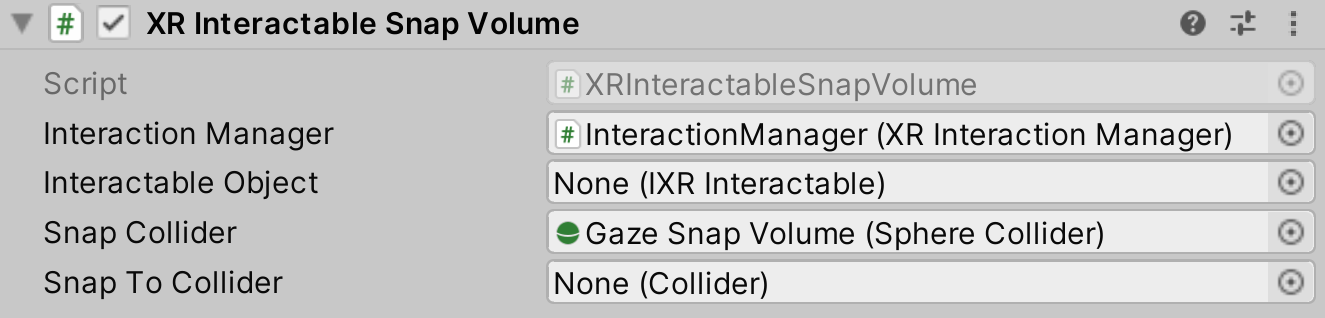 XR Interactable Snap Volume
Script XRInteractableSnapVolume
Interaction Manager InteractionManager (XR Interaction Manager)
Interactable Object None (IXR Interactable)
Snap Collider Gaze Snap Volume (Sphere Collider)
Snap To Collider None (Collider)